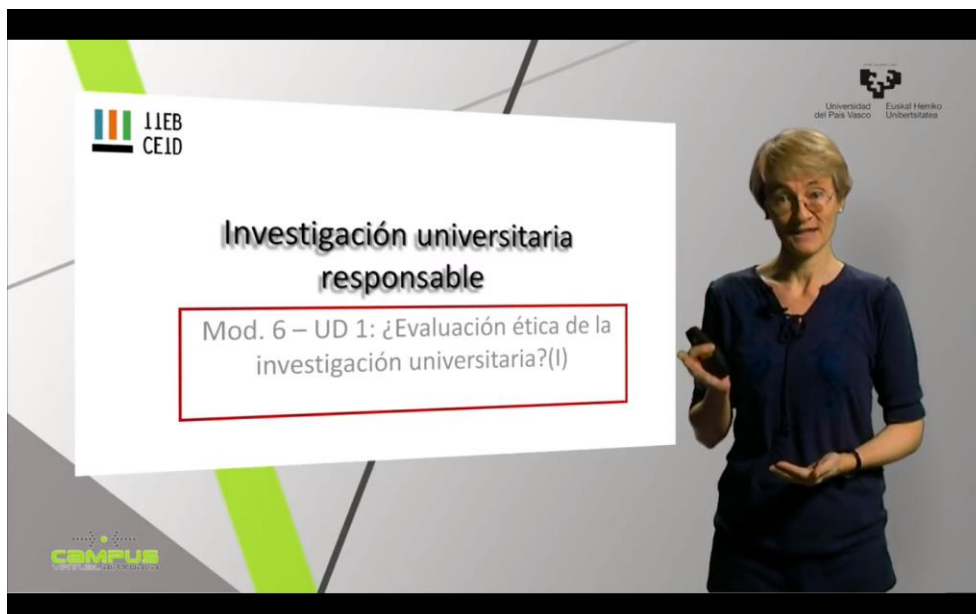 IIEB
CEID
Universidad
del País Vasco
Euskal Herriko
Unibertsitatea
Investigación universitaria
responsable
Mod. 6 – UD 1: ¿Evaluación ética de la
investigación universitaria?(I)
CAMPUS